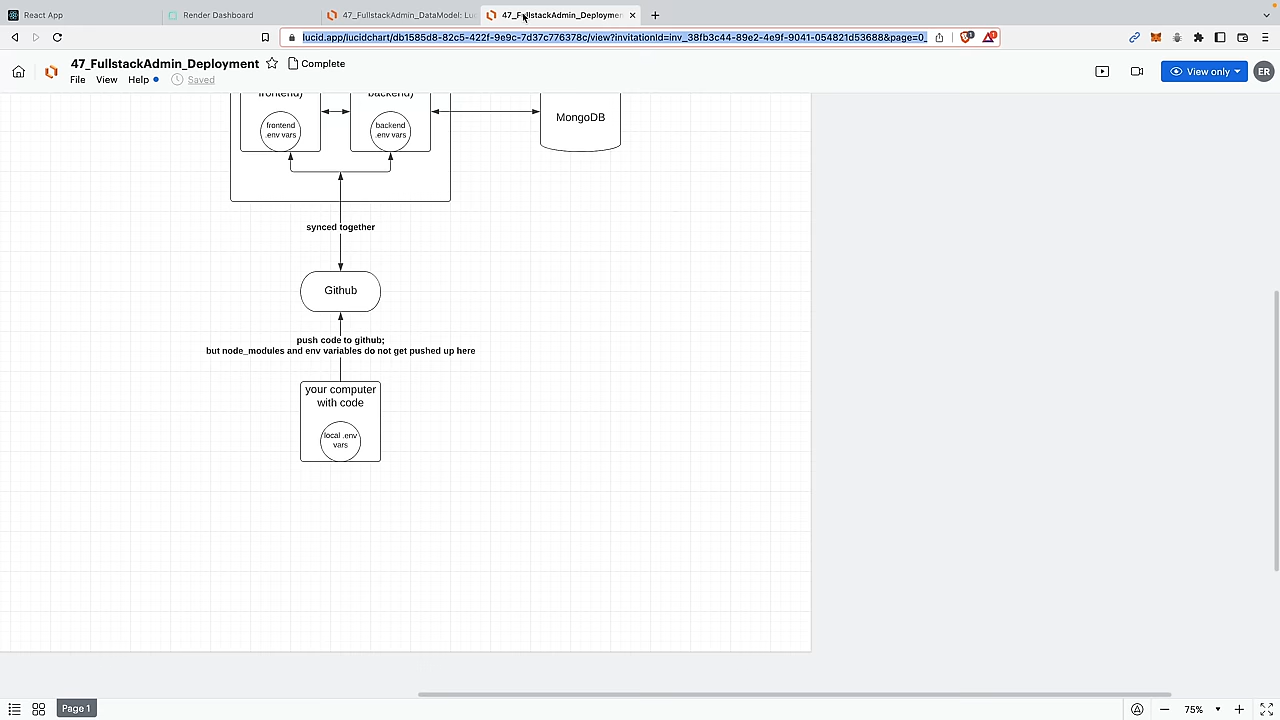 React App
Render Dashboard
47_FullstackAdmin_DataModel: Lu
47_FullstackAdmin_Deployme
lucid.app/lucidchart/db1585d8-82c5-422f-9e9c-7d37c776378c/view?invitationId=inv_38fb3c44-89e2-4e9f-9041-054821d53688&page=0_
47_FullstackAdmin_Deployment
Complete
File
View
Help
Saved
View only
ER
frontend)
backend)
frontend
.env vars
backend
.env vars
MongoDB
synced together
Github
push code to github;
but node_modules and env variables do not get pushed up here
your computer
with code
local .env
vars
Page 1
75%